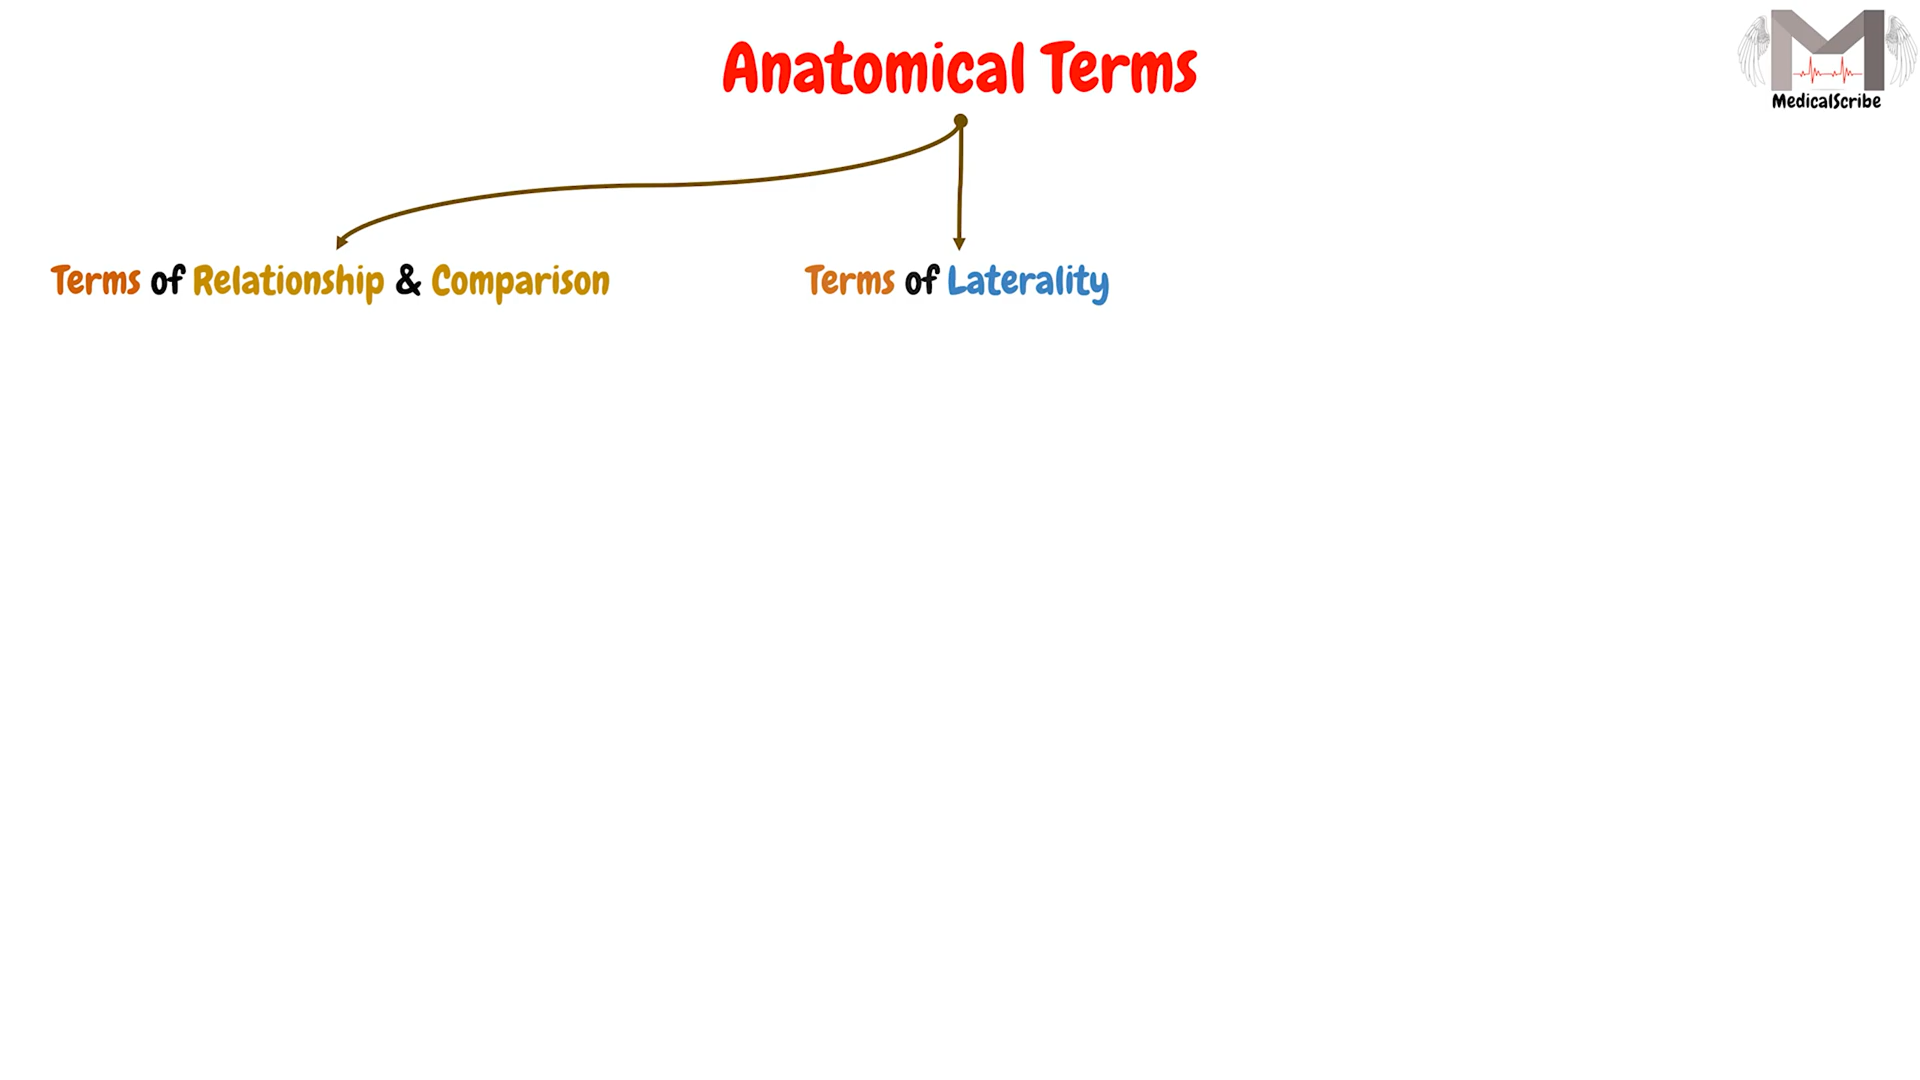 Anatomical Terms
MedicalScribe
Terms of Relationship & Comparison
Terms of Laterality